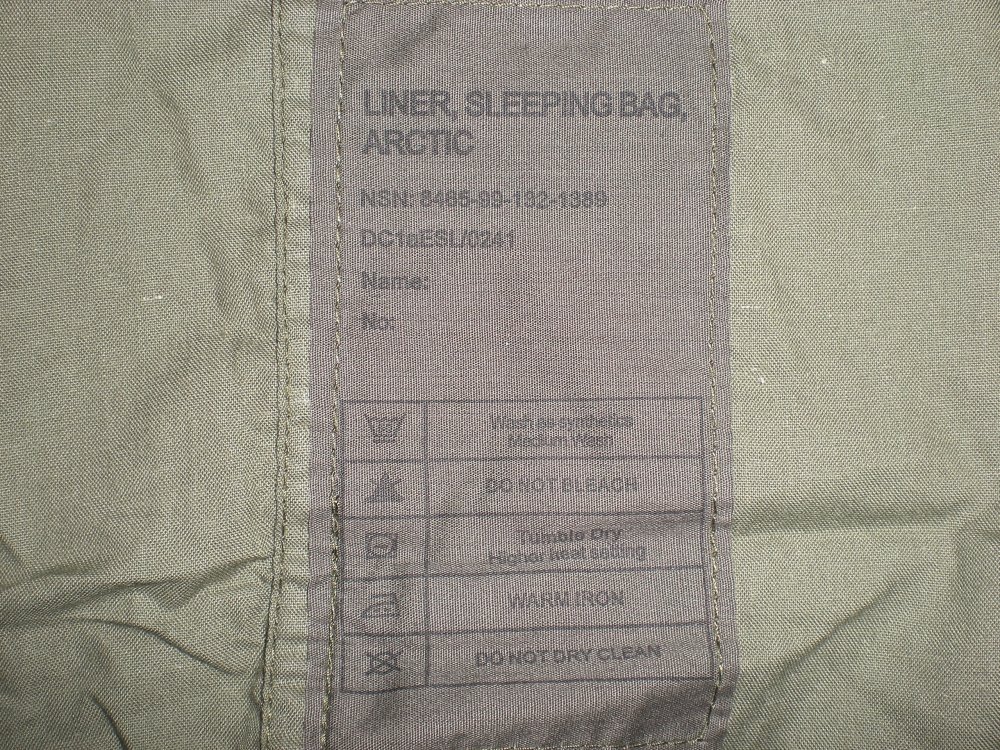 LINER, SLEEPING BAG,
ARCTIC
NSN: 8465-99-132-1389
DC1aESL/0241
Name:
No:
Wash as synthetics
Medium Wash
DO NOT BLEACH
Tumble Dry
Higher heat setting
WARM IRON
DO NOT DRY CLEAN